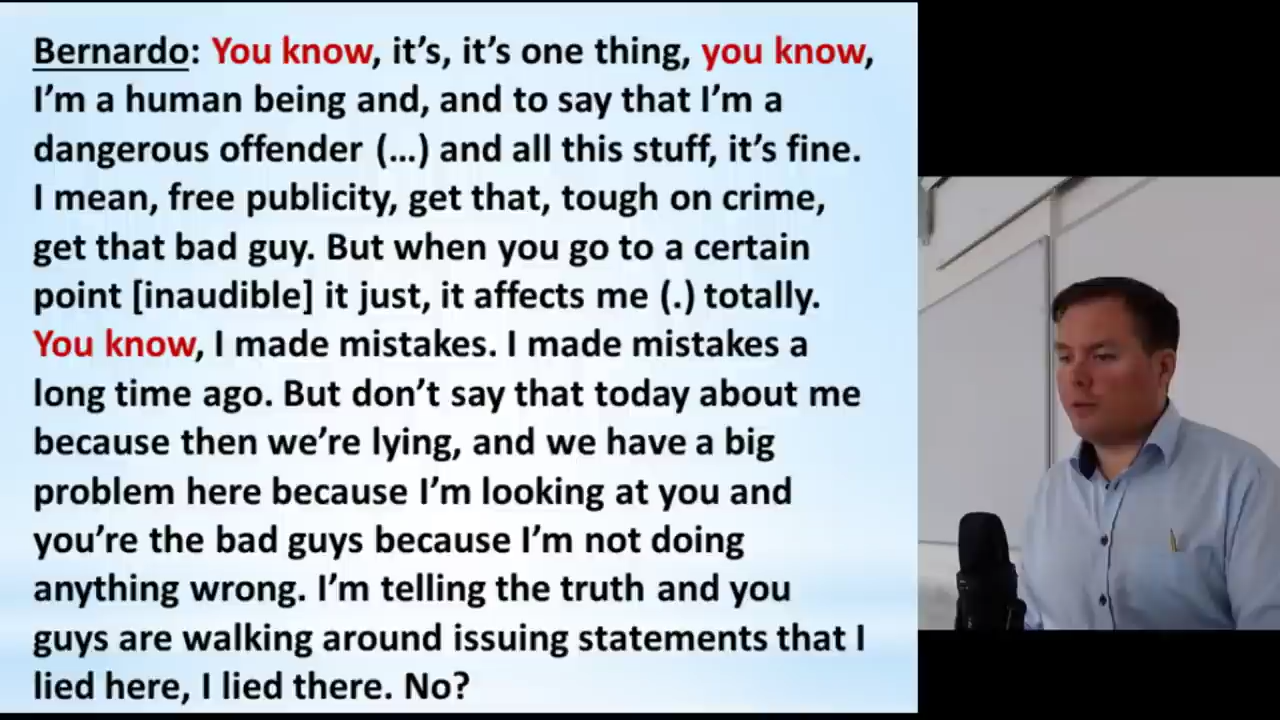 Bernardo: You know, it's, it's one thing, you know,
I'm a human being and, and to say that I'm a
dangerous offender (...) and all this stuff, it's fine.
I mean, free publicity, get that, tough on crime,
get that bad guy. But when you go to a certain
point [inaudible] it just, it affects me (.) totally.
You know, I made mistakes. I made mistakes a
long time ago. But don't say that today about me
because then we're lying, and we have a big
problem here because I'm looking at you and
you're the bad guys because I'm not doing
anything wrong. I'm telling the truth and you
guys are walking around issuing statements that I
lied here, I lied there. No?